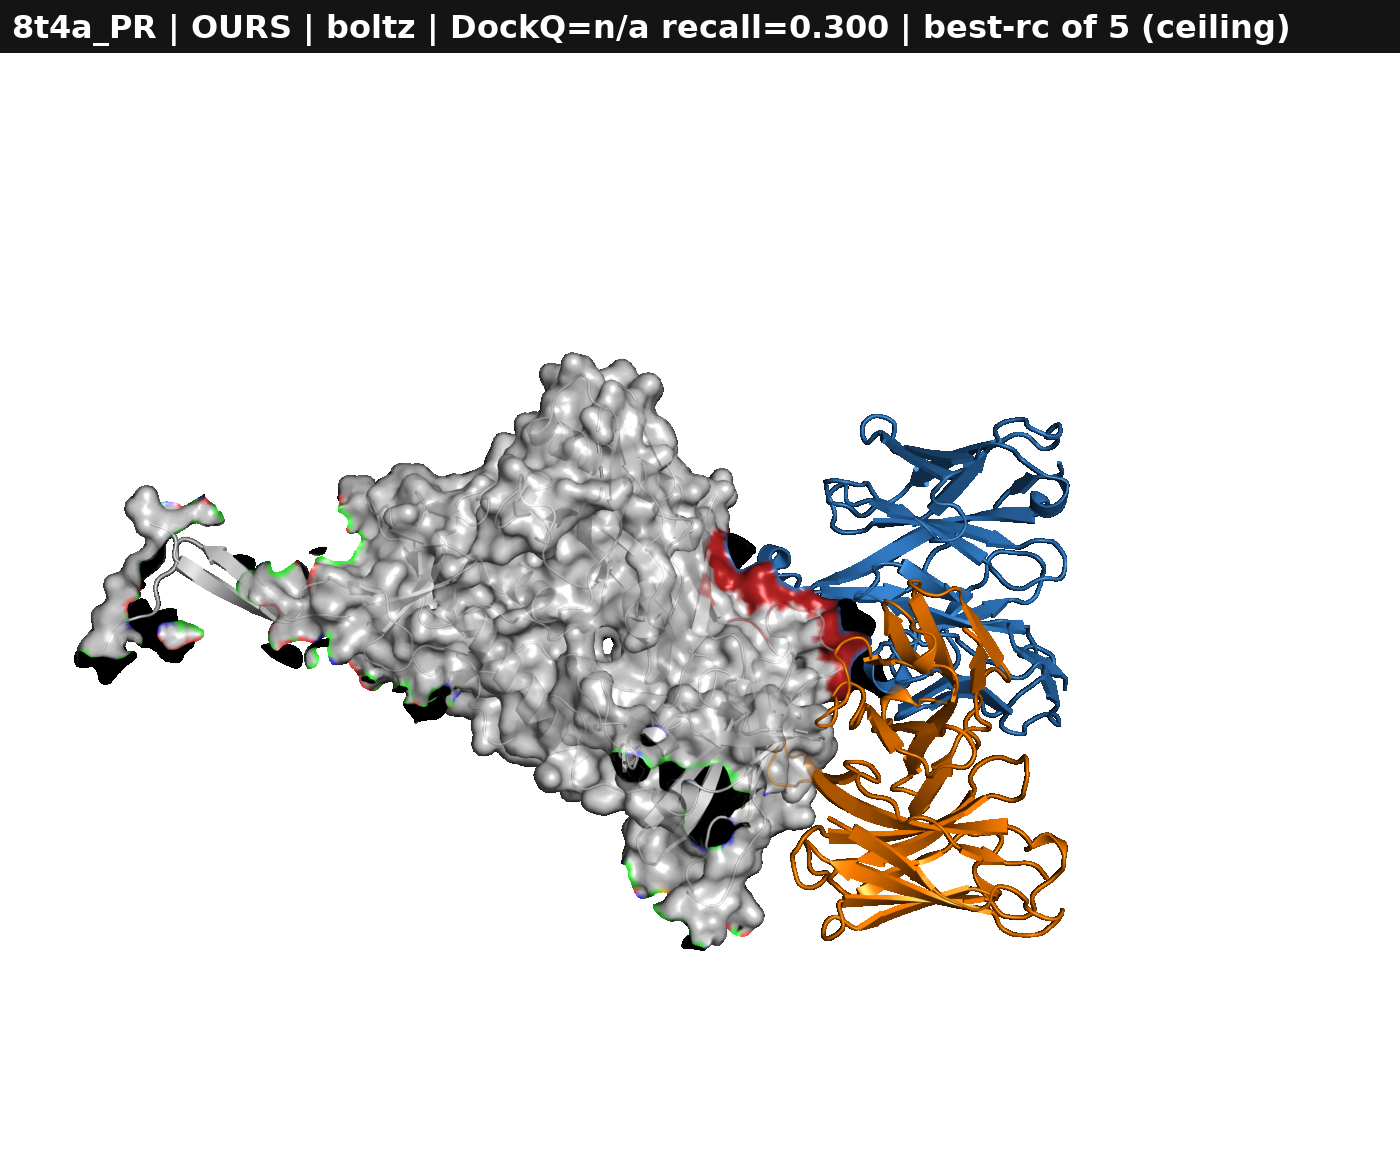 8t4a_PR | OURS | boltz | DockQ=n/a recall=0.300 | best-rc of 5 (ceiling)